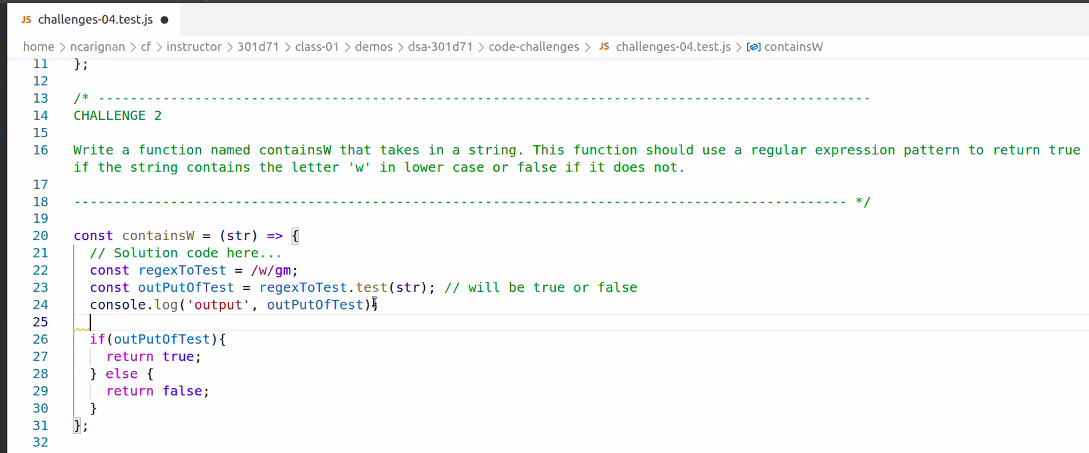 JS challenges-04.test.js ●
home > ncarignan > cf > instructor > 301d71 > class-01 > demos > dsa-301d71 > code-challenges > JS challenges-04.test.js > containsW
11 };
12
13 /* ------------------------------------------------------------------------------------------------
14 CHALLENGE 2
15
16 Write a function named containsW that takes in a string. This function should use a regular expression pattern to return true
if the string contains the letter 'w' in lower case or false if it does not.
17
18 ------------------------------------------------------------------------------------------------ */
19
20 const containsW = (str) => {
21 // Solution code here...
22 const regexToTest = /w/gm;
23 const outPutOfTest = regexToTest.test(str); // will be true or false
24 console.log('output', outPutOfTest);
25
26 if(outPutOfTest){
27 return true;
28 } else {
29 return false;
30 }
31 };
32